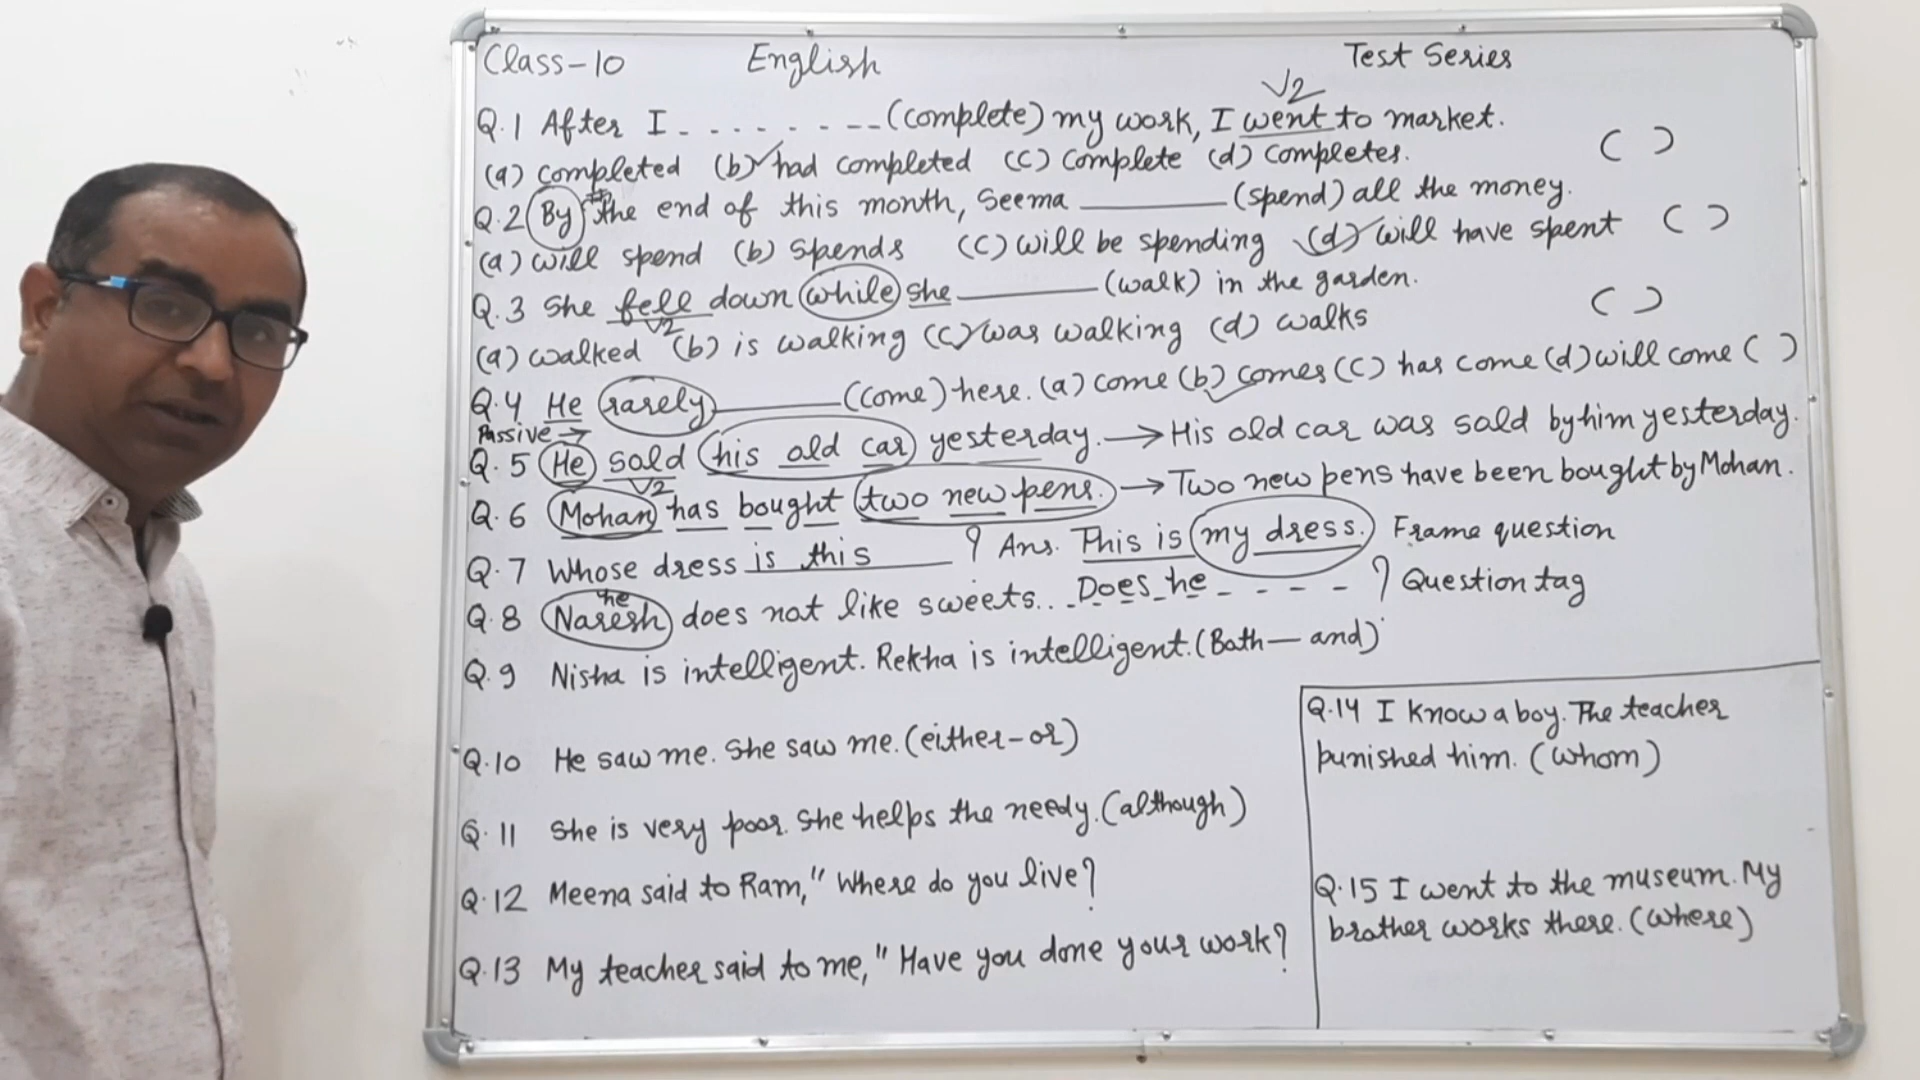 Class-10 English Test Series
V2
Q.1 After I - - - - - - - - (complete) my work, I went to market.
(a) completed (b) had completed (c) complete (d) completes. ( )
Q.2 By the end of this month, Seema ________ (spend) all the money.
(a) will spend (b) spends (c) will be spending (d) will have spent ( )
Q.3 She fell down while she ________ (walk) in the garden.
V2
(a) walked (b) is walking (c) was walking (d) walks ( )
Q.4 He rarely ________ (come) here. (a) come (b) comes (c) has come (d) will come ( )
Passive →
Q.5 He sold his old car yesterday. → His old car was sold by him yesterday.
V2
Q.6 Mohan has bought two new pens. → Two new pens have been bought by Mohan.
Q.7 Whose dress is this ______ ? Ans. This is my dress. Frame question
he
Q.8 Naresh does not like sweets.. Does he - - - - ? Question tag
Q.9 Nisha is intelligent. Rekha is intelligent. (Both — and)
Q.10 He saw me. She saw me. (either-or)
Q.11 She is very poor. She helps the needy. (although)
Q.12 Meena said to Ram, "Where do you live?
Q.13 My teacher said to me, "Have you done your work?
Q.14 I know a boy. The teacher
punished him. (whom)
Q.15 I went to the museum. My
brother works there. (where)